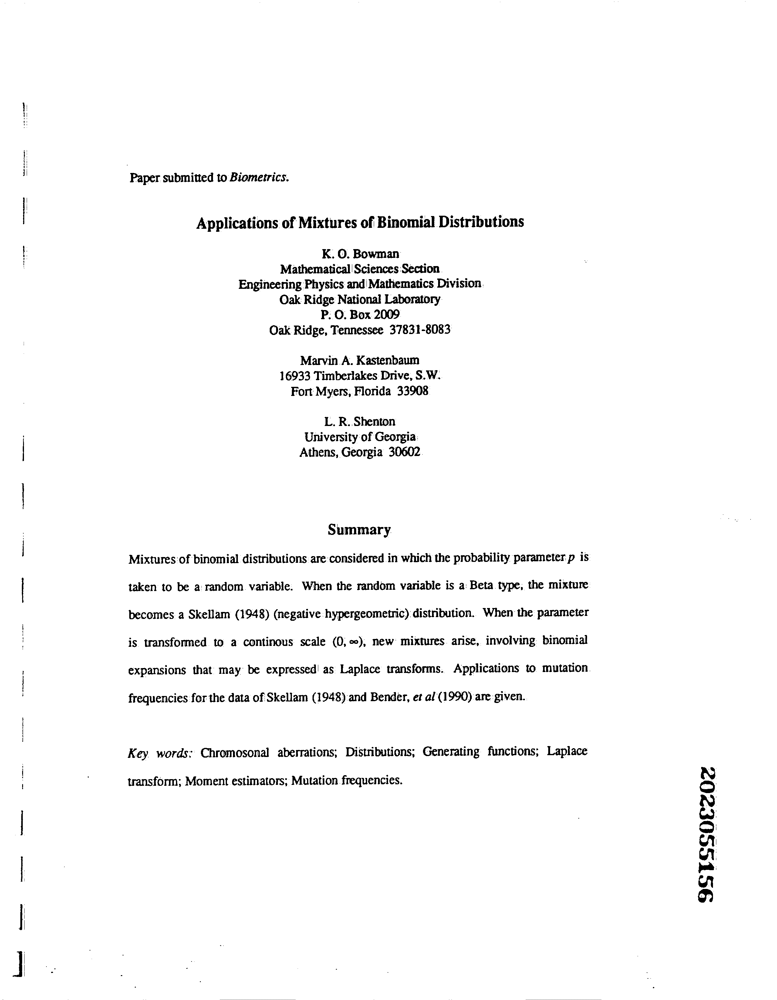 Paper submitted to Biometrics.
Applications of Mixtures of Binomial Distributions
K. O. Bowman
Mathematical Sciences Section
Engineering Physics and Mathematics Division
Oak Ridge National Laboratory
P. O. Box 2009
Oak Ridge, Tennessee 37831-8083
Marvin A. Kastenbaum
16933 Timberlakes Drive, S.W.
Fort Myers, Florida 33908
L. R. Shenton
University of Georgia
Athens, Georgia 30602
Summary
Mixtures of binomial distributions are considered in which the probability parameter p is
taken to be a random variable. When the random variable is a Beta type, the mixture
becomes a Skellam (1948) (negative hypergeometric) distribution. When the parameter
is transformed to a continous scale (0, ∞), new mixtures arise, involving binomial
expansions that may be expressed as Laplace transforms. Applications to mutation
frequencies for the data of Skellam (1948) and Bender, et al (1990) are given.
Key words: Chromosonal aberrations; Distributions; Generating functions; Laplace
transform; Moment estimators; Mutation frequencies.
2023055156